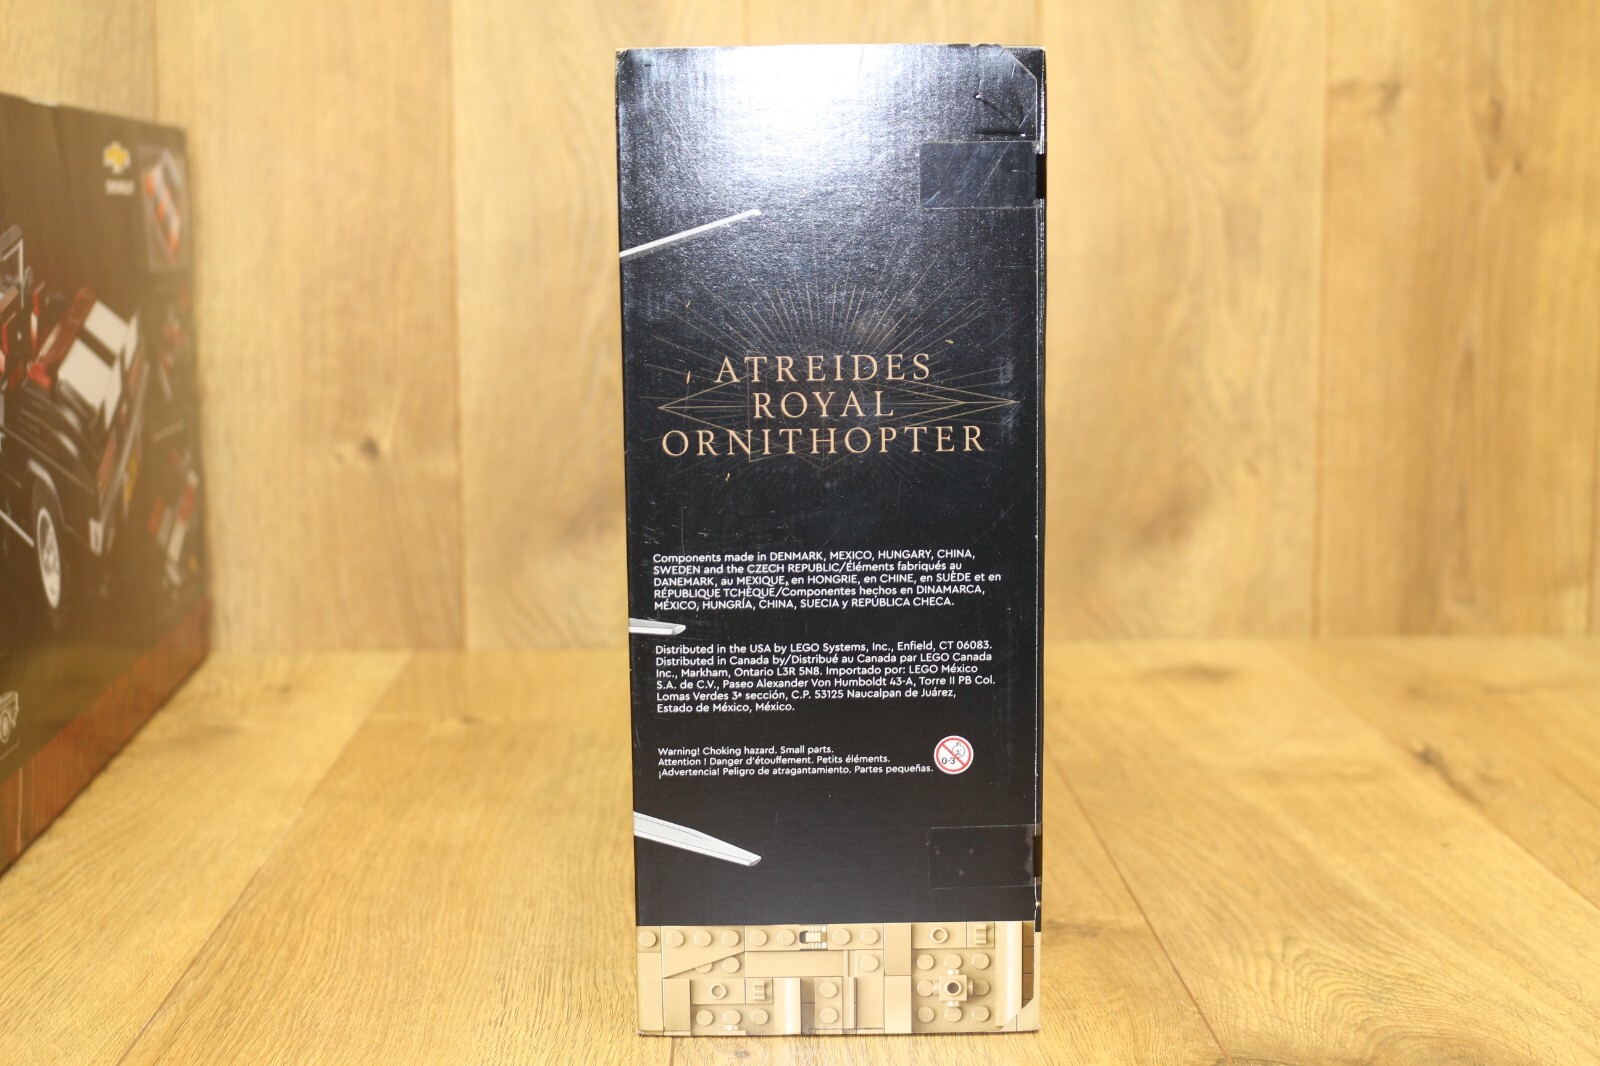 ATREIDES
ROYAL
ORNITHOPTER
Components made in DENMARK, MEXICO, HUNGARY, CHINA,
SWEDEN and the CZECH REPUBLIC/Éléments fabriqués au
DANEMARK, au MEXIQUE, en HONGRIE, en CHINE, en SUÈDE et en
RÉPUBLIQUE TCHÈQUE/Componentes hechos en DINAMARCA,
MÉXICO, HUNGRÍA, CHINA, SUECIA y REPÚBLICA CHECA.
Distributed in the USA by LEGO Systems, Inc., Enfield, CT 06083.
Distributed in Canada by/Distribué au Canada par LEGO Canada
Inc., Markham, Ontario L3R 5N8. Importado por: LEGO México
S.A. de C.V., Paseo Alexander Von Humboldt 43-A, Torre II PB Col.
Lomas Verdes 3ª sección, C.P. 53125 Naucalpan de Juárez,
Estado de México, México.
Warning! Choking hazard. Small parts.
Attention ! Danger d'étouffement. Petits éléments.
¡Advertencia! Peligro de atragantamiento. Partes pequeñas.
0-3